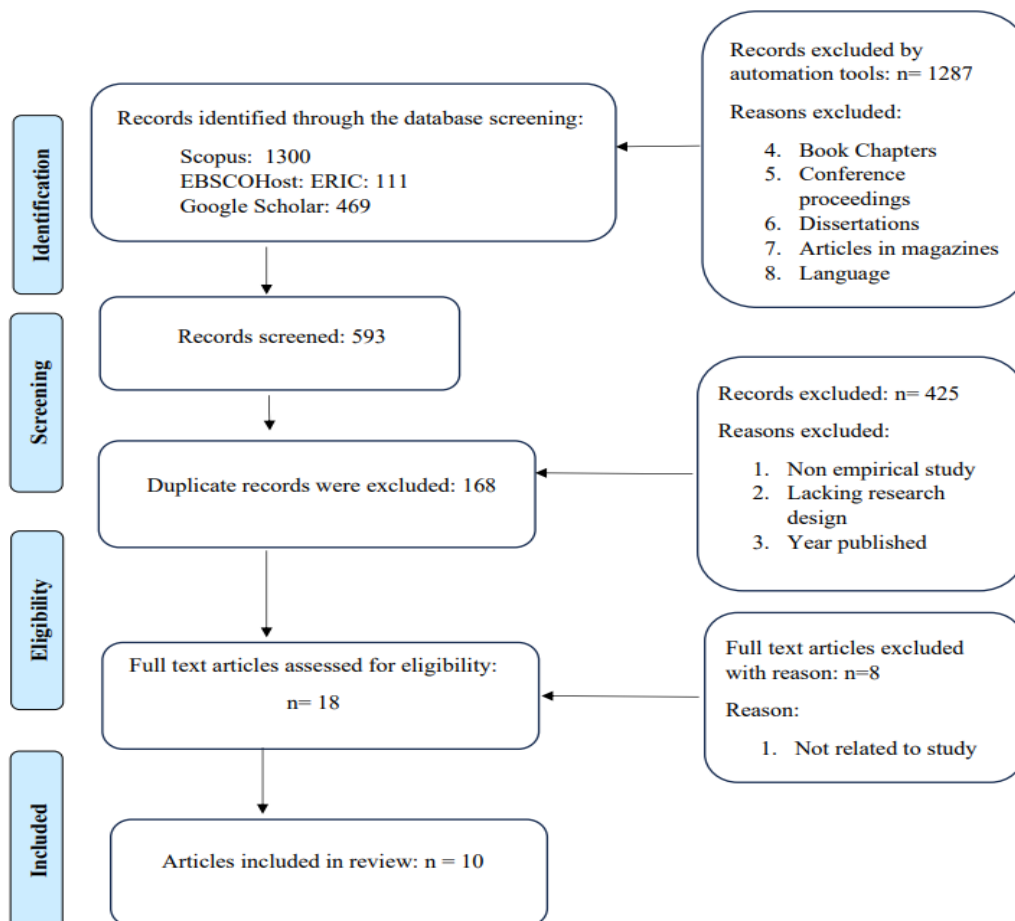 Records excluded by
automation tools: n= 1287
Reasons excluded:
4. Book Chapters
5. Conference
proceedings
6. Dissertations
7. Articles in magazines
8. Language
Identification
Records identified through the database screening:
Scopus: 1300
EBSCOHost: ERIC: 111
Google Scholar: 469
Screening
Records screened: 593
Records excluded: n= 425
Reasons excluded:
1. Non empirical study
2. Lacking research
design
3. Year published
Duplicate records were excluded: 168
Eligibility
Full text articles assessed for eligibility:
n= 18
Full text articles excluded
with reason: n=8
Reason:
1. Not related to study
Included
Articles included in review: n = 10